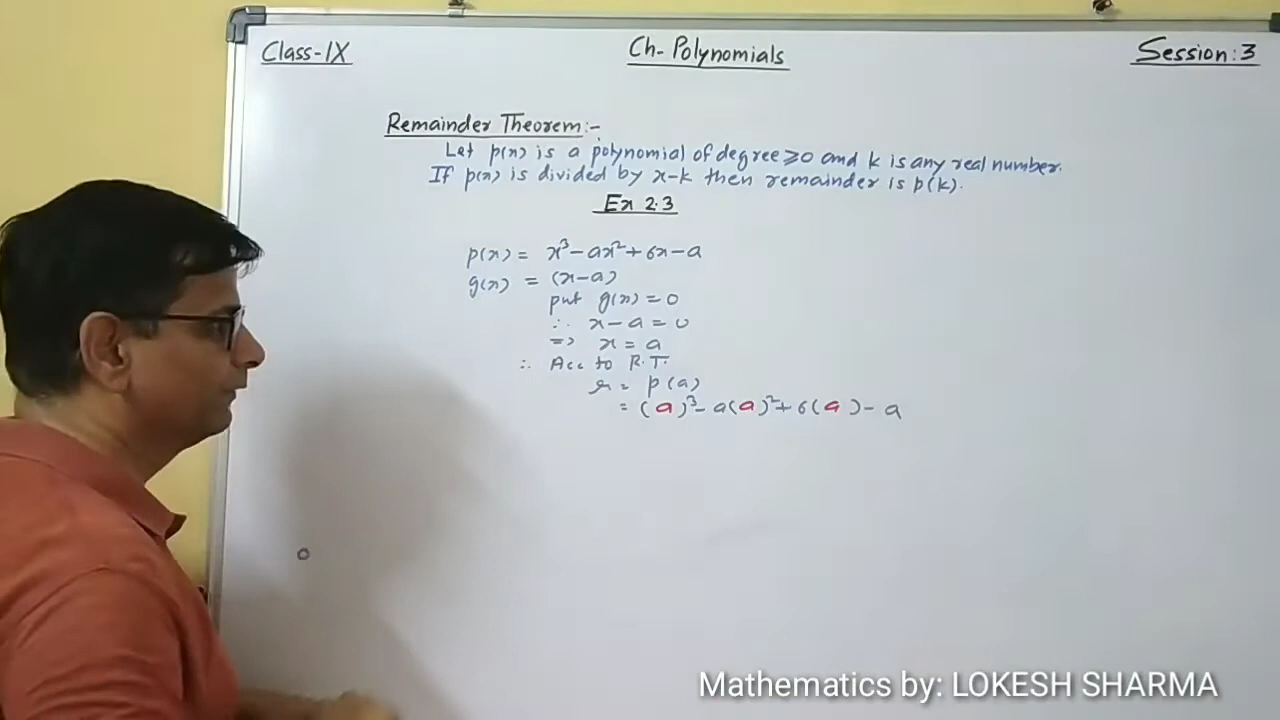 Class-IX
Ch- Polynomials
Session: 3
Remainder Theorem:-
Let p(x) is a polynomial of degree ⩾0 and k is any real number.
If p(x) is divided by x-k then remainder is p(k).
Ex 2.3
p(x) = x³ - ax² + 6x - a
g(x) = (x-a)
put g(x) = 0
∴ x - a = 0
=> x = a
∴ Acc to R.T.
r = p(a)
= (a)³ - a(a)² + 6(a) - a
Mathematics by: LOKESH SHARMA